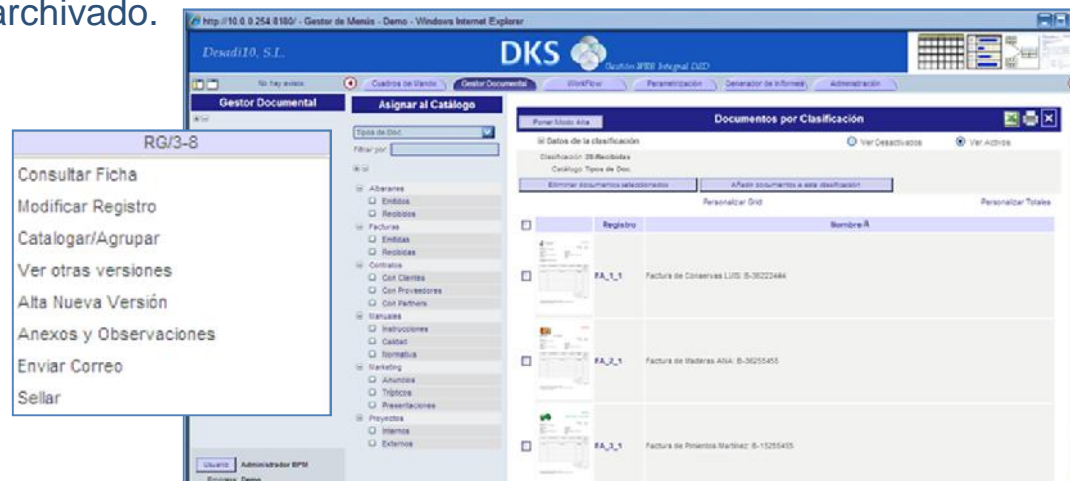 archivado.
http://10.0.0.254:8180/ - Gestor de Menús - Demo - Windows Internet Explorer
Desadi10, S.L.
DKS
Gestión WEB Integral D2D
No hay avisos
Cuadros de Mando
Gestor Documental
WorkFlow
Parametrización
Generador de Informes
Administración
Gestor Documental
RG/3-8
Consultar Ficha
Modificar Registro
Catalogar/Agrupar
Ver otras versiones
Alta Nueva Versión
Anexos y Observaciones
Enviar Correo
Sellar
Usuario Administrador BPM
Empresa: Demo
Asignar al Catálogo
Tipos de Doc.
Filtrar por:
Albaranes
Emitidos
Recibidos
Facturas
Emitidas
Recibidas
Contratos
Con Clientes
Con Proveedores
Con Partners
Manuales
Instrucciones
Calidad
Normativa
Marketing
Anuncios
Trípticos
Presentaciones
Proyectos
Internos
Externos
Poner Modo Alta
Documentos por Clasificación
Datos de la clasificación
Ver Desactivados
Ver Activos
Clasificación: 20-Recibidas
Catálogo: Tipos de Doc.
Eliminar documentos seleccionados
Añadir documentos a esta clasificación
Personalizar Grid
Personalizar Totales
Registro
Nombre
FA_1_1
Factura de Conservas LUIS: B-36222444
FA_2_1
Factura de Maderas ANA: B-36255455
FA_3_1
Factura de Pimientos Martínez: B-15255455